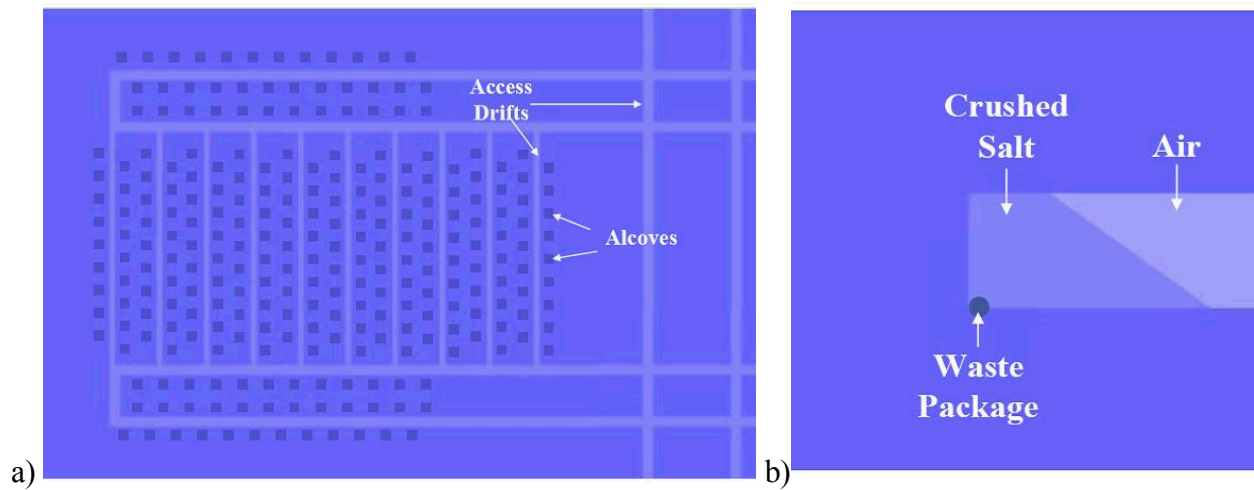 Access
Drifts
Alcoves
a)
Crushed
Salt
Air
Waste
Package
b)